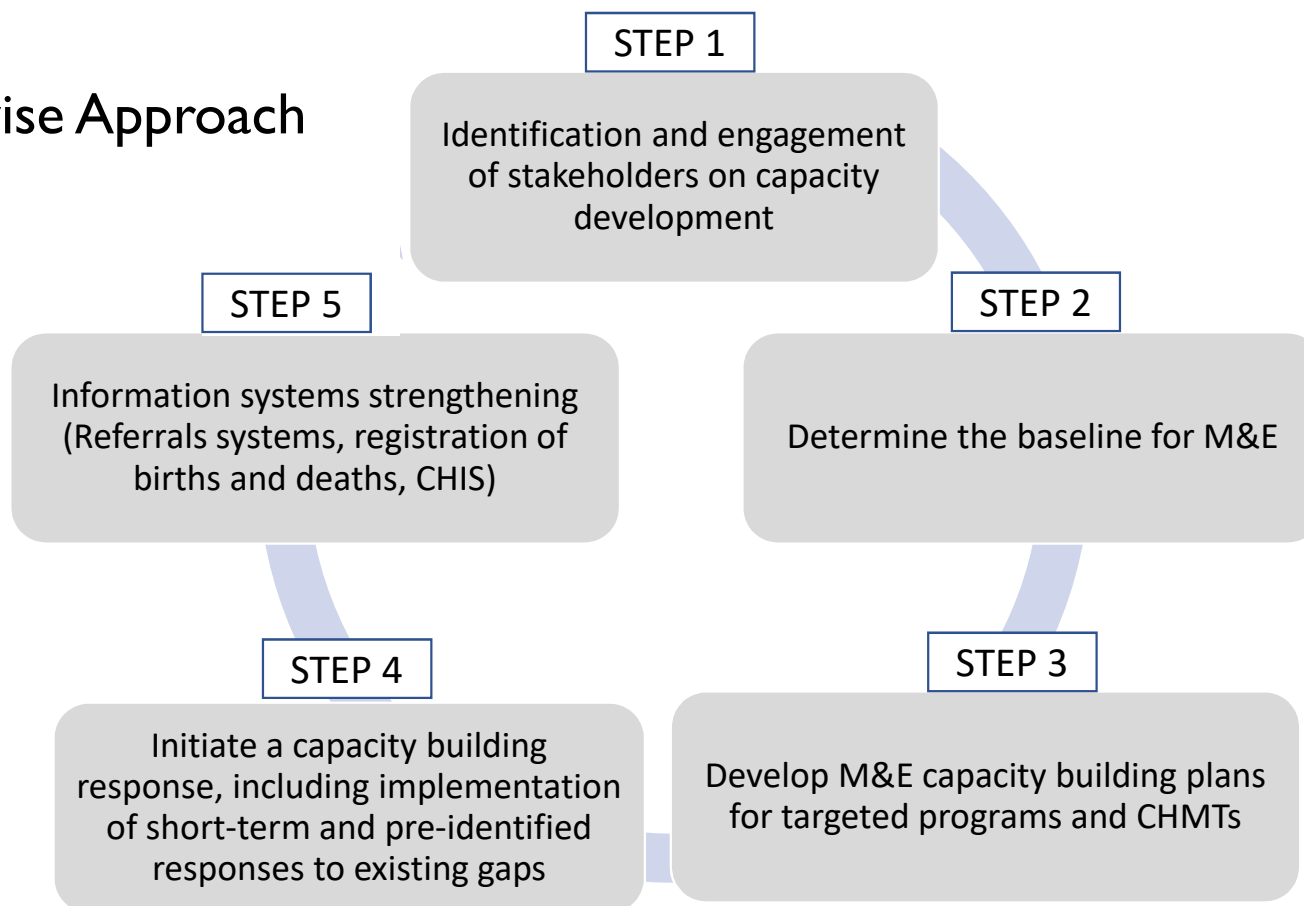 ise Approach
STEP 1
Identification and engagement
of stakeholders on capacity
development
STEP 2
Determine the baseline for M&E
STEP 3
Develop M&E capacity building plans
for targeted programs and CHMTs
STEP 4
Initiate a capacity building
response, including implementation
of short-term and pre-identified
responses to existing gaps
STEP 5
Information systems strengthening
(Referrals systems, registration of
births and deaths, CHIS)